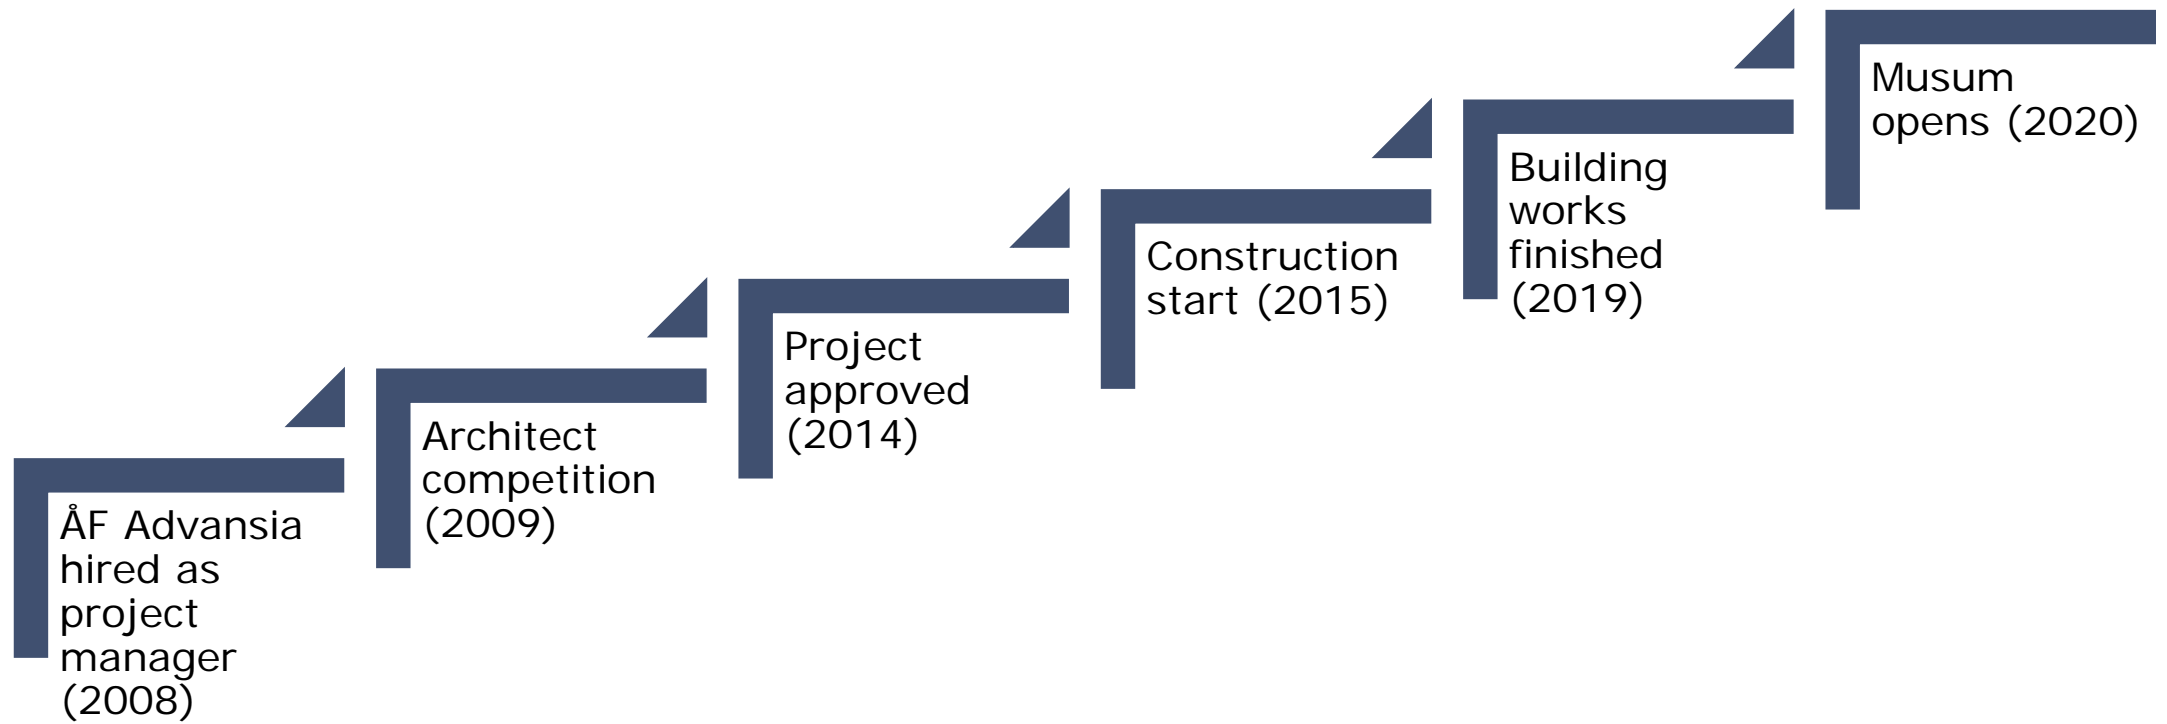 ÅF Advansia
hired as
project
manager
(2008)
Architect
competition
(2009)
Project
approved
(2014)
Construction
start (2015)
Building
works
finished
(2019)
Musum
opens (2020)